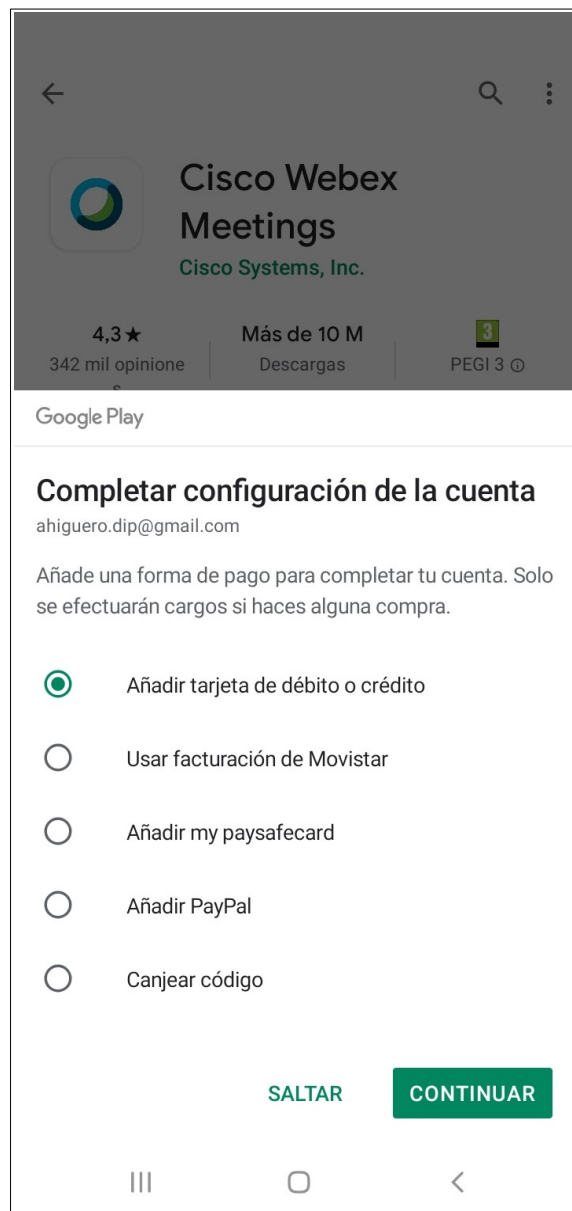 Cisco Webex
Meetings
Cisco Systems, Inc.
4,3★ Más de 10 M 3
342 mil opinione Descargas PEGI 3
s
Google Play
Completar configuración de la cuenta
ahiguero.dip@gmail.com
Añade una forma de pago para completar tu cuenta. Solo
se efectuarán cargos si haces alguna compra.
Añadir tarjeta de débito o crédito
Usar facturación de Movistar
Añadir my paysafecard
Añadir PayPal
Canjear código
SALTAR CONTINUAR